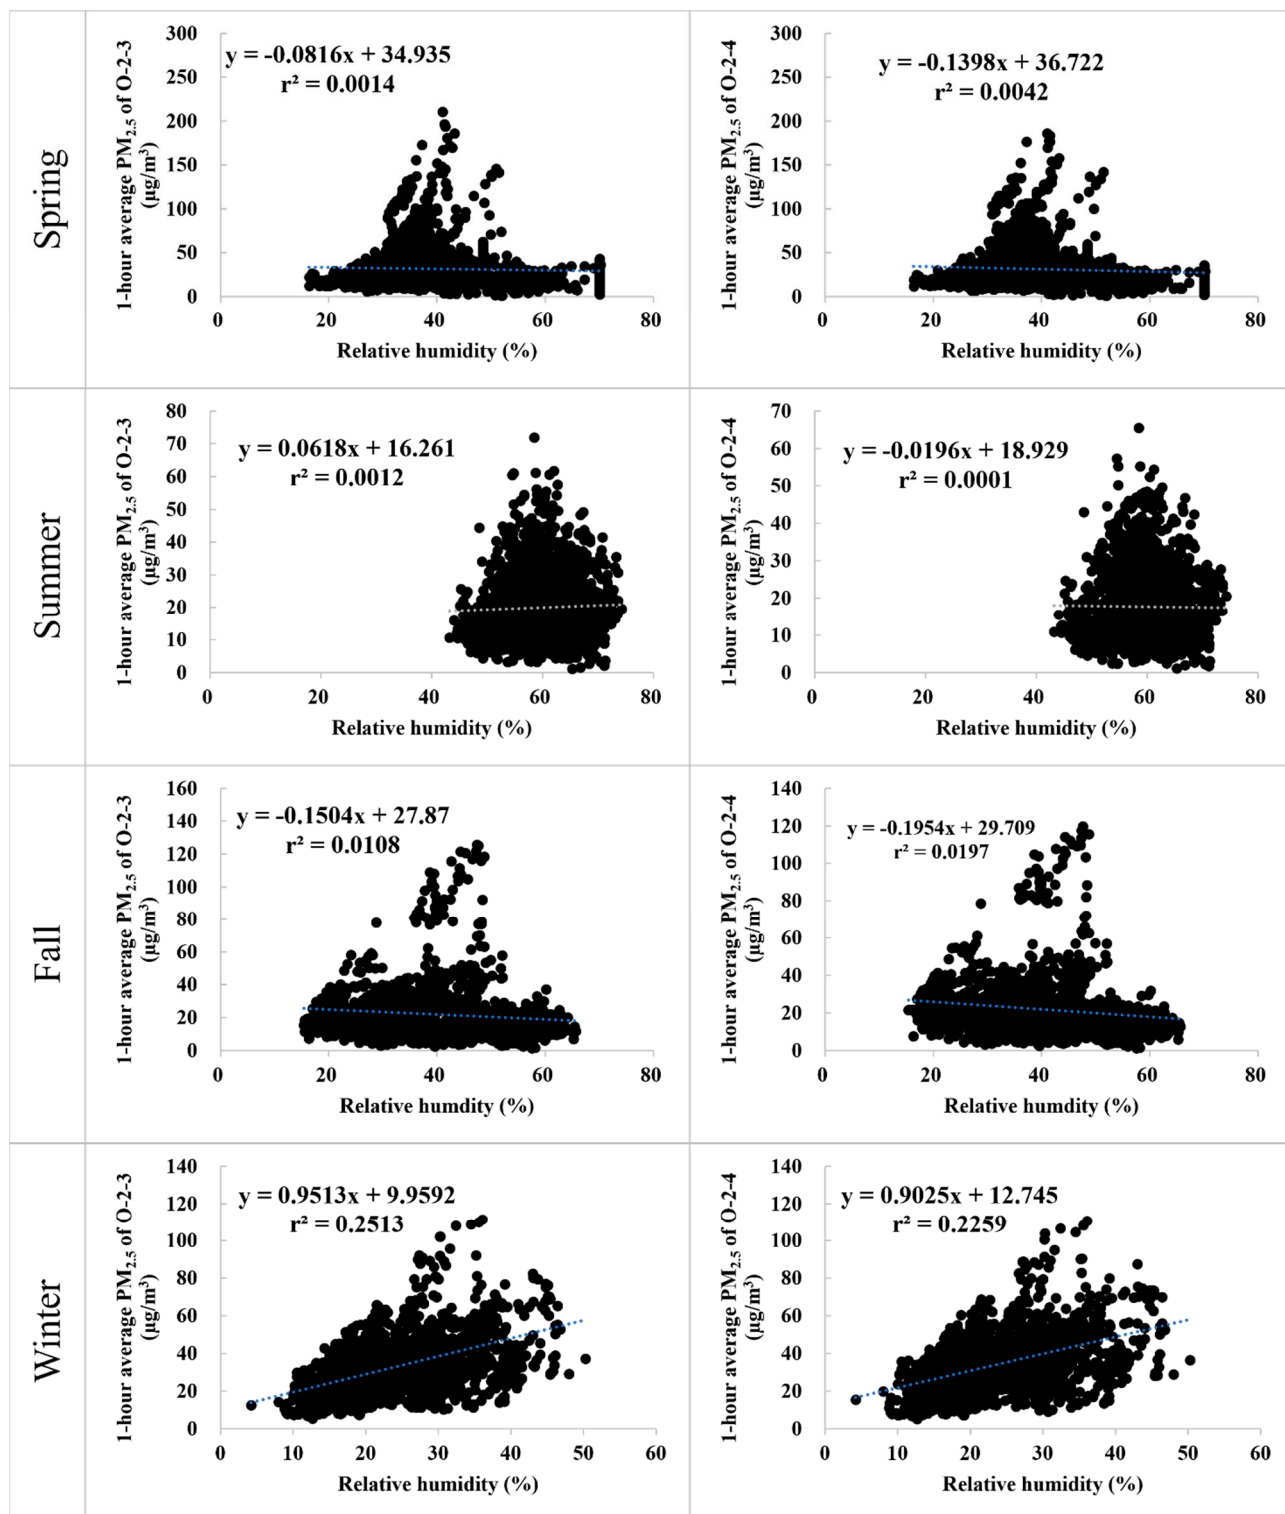 Spring
1-hour average PM2.5 of O-2-3
(μg/m³)
300
250
200
150
100
50
0
y = -0.0816x + 34.935
r² = 0.0014
0 20 40 60 80
Relative humidity (%)
1-hour average PM2.5 of O-2-4
(μg/m³)
300
250
200
150
100
50
0
y = -0.1398x + 36.722
r² = 0.0042
0 20 40 60 80
Relative humidity (%)
Summer
1-hour average PM2.5 of O-2-3
(μg/m³)
80
70
60
50
40
30
20
10
0
y = 0.0618x + 16.261
r² = 0.0012
0 20 40 60 80
Relative humidity (%)
1-hour average PM2.5 of O-2-4
(μg/m³)
70
60
50
40
30
20
10
0
y = -0.0196x + 18.929
r² = 0.0001
0 20 40 60 80
Relative humidity (%)
Fall
1-hour average PM2.5 of O-2-3
(μg/m³)
160
140
120
100
80
60
40
20
0
y = -0.1504x + 27.87
r² = 0.0108
0 20 40 60 80
Relative humdity (%)
1-hour average PM2.5 of O-2-4
(μg/m³)
140
120
100
80
60
40
20
0
y = -0.1954x + 29.709
r² = 0.0197
0 20 40 60 80
Relative humdity (%)
Winter
1-hour average PM2.5 of O-2-3
(μg/m³)
140
120
100
80
60
40
20
0
y = 0.9513x + 9.9592
r² = 0.2513
0 10 20 30 40 50 60
Relative humidity (%)
1-hour average PM2.5 of O-2-4
(μg/m³)
140
120
100
80
60
40
20
0
y = 0.9025x + 12.745
r² = 0.2259
0 10 20 30 40 50 60
Relative humidity (%)